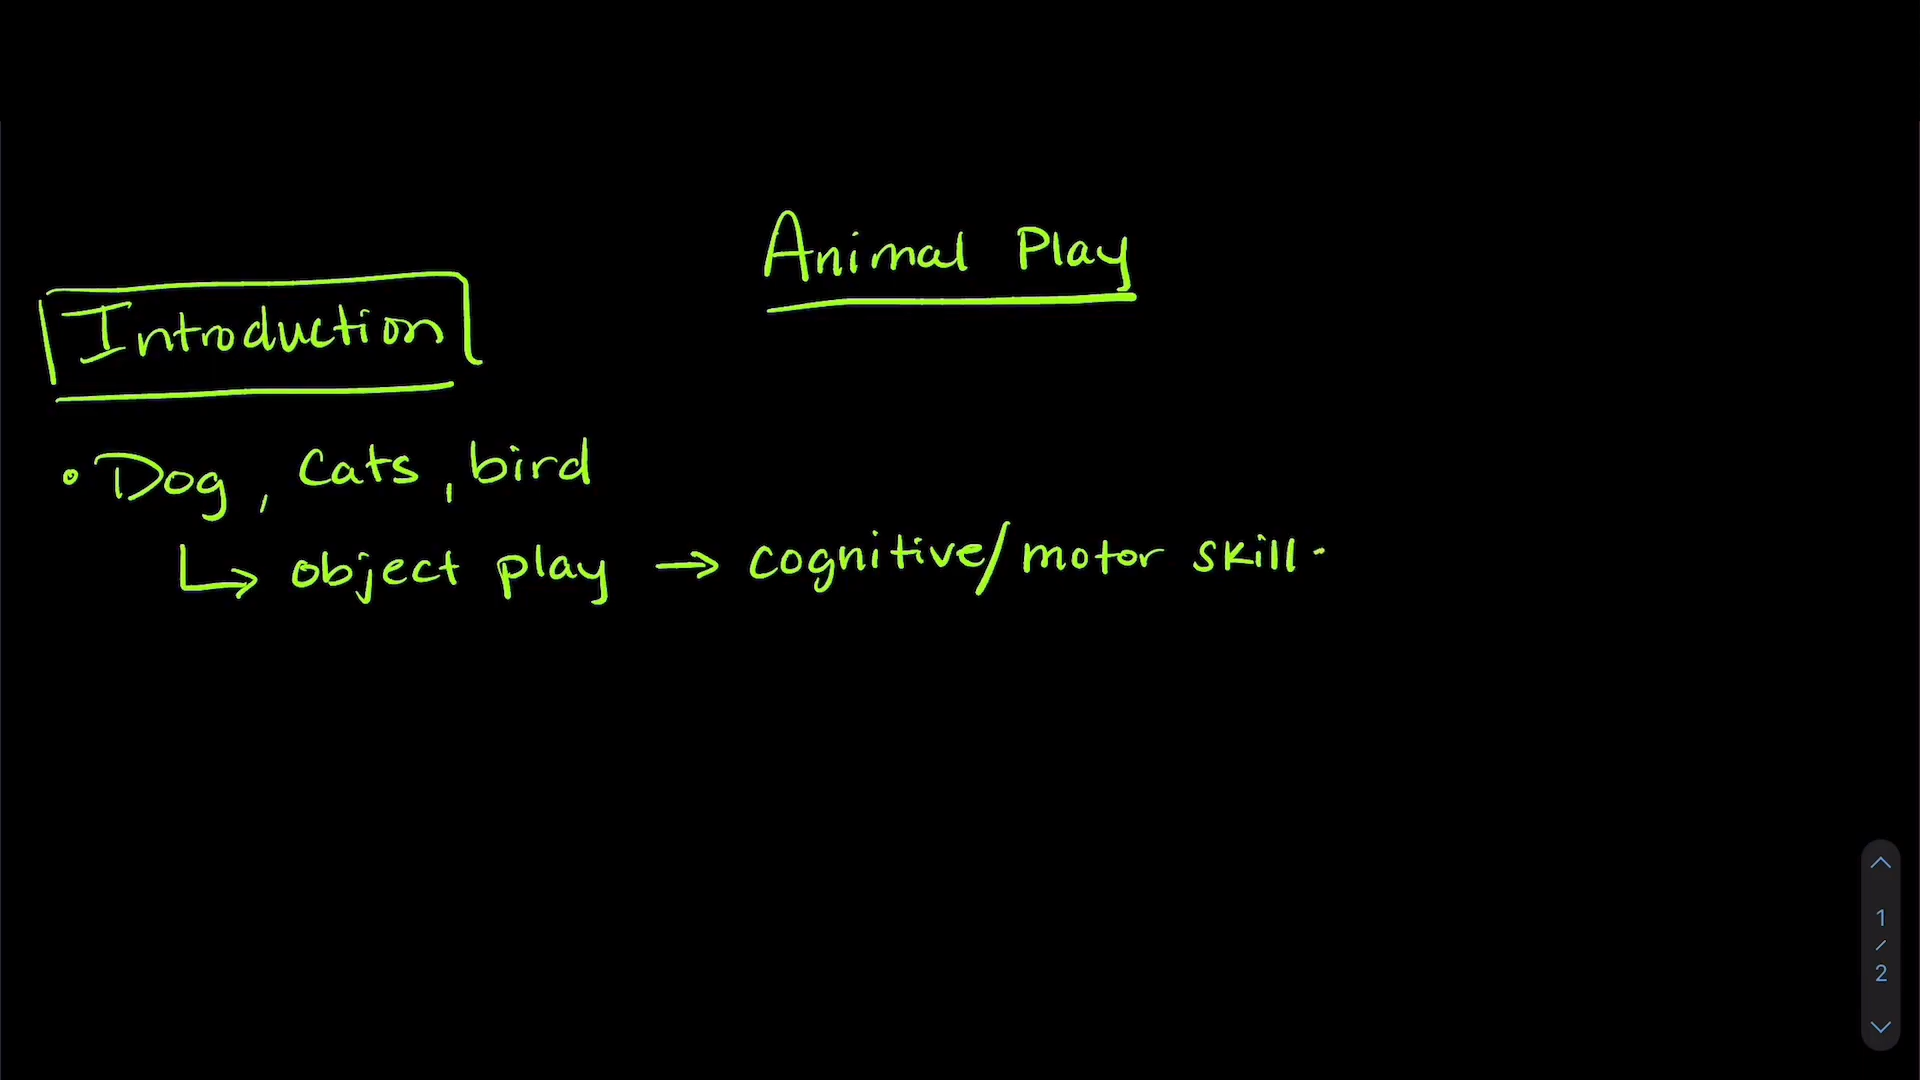 Animal Play
Introduction
• Dog, Cats, bird
↳ object play → cognitive/motor skill.
1
/
2